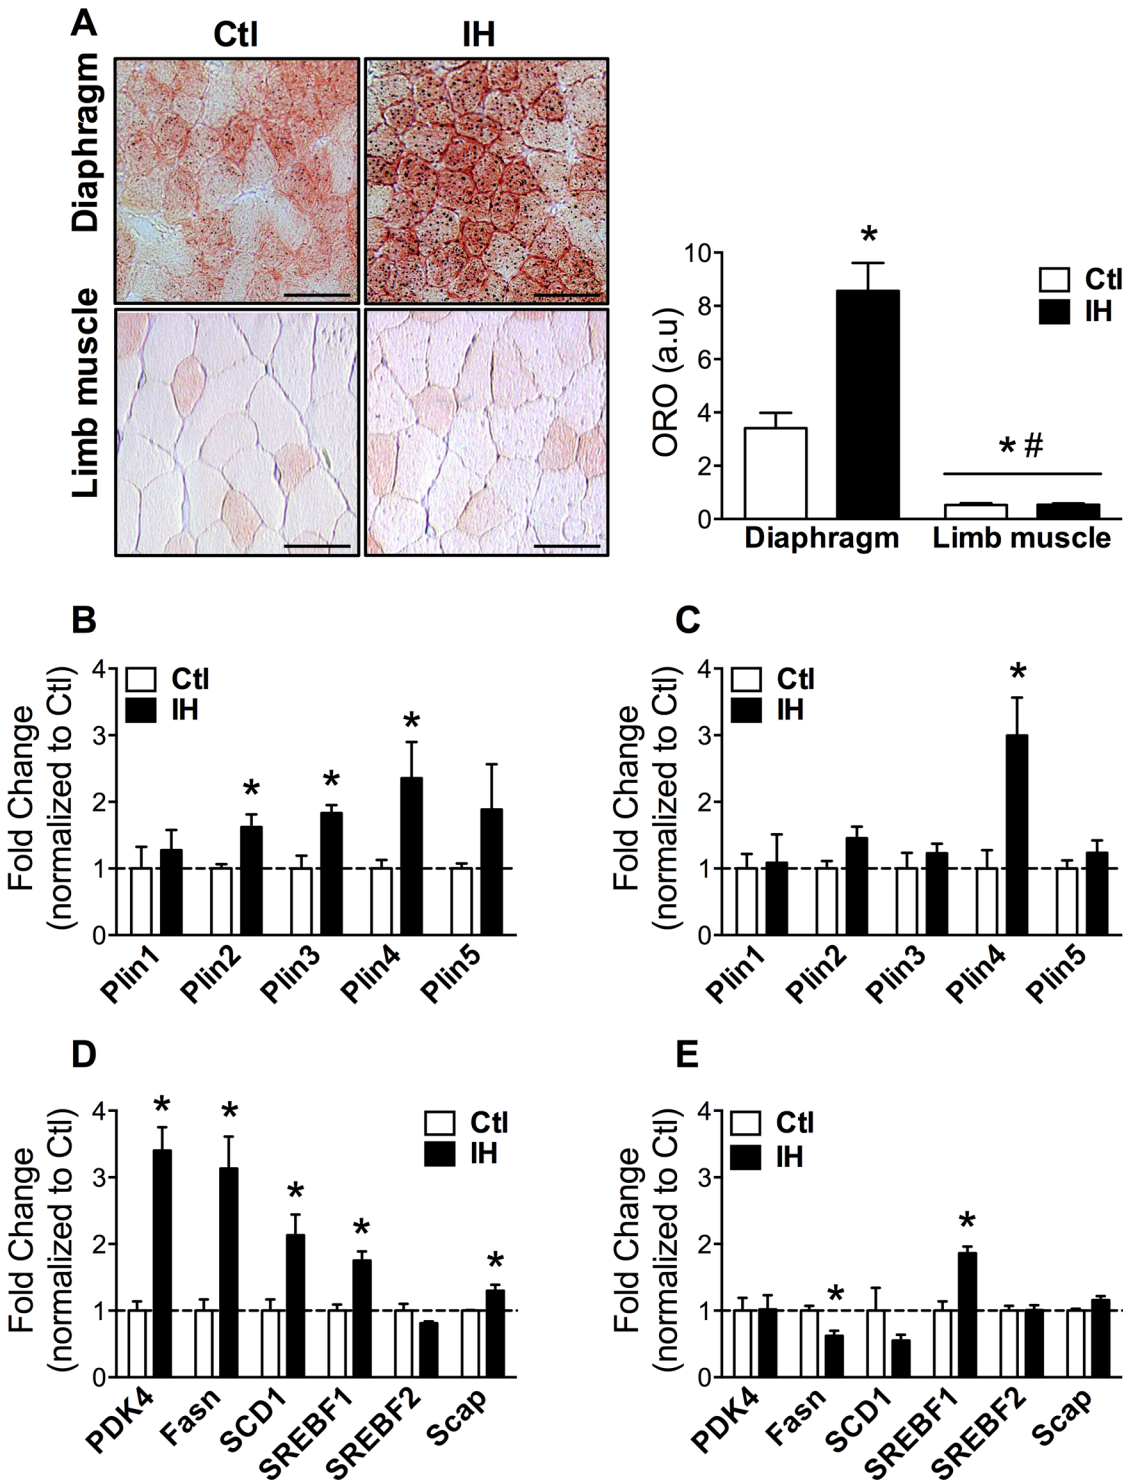 A
Ctl
IH
Diaphragm
Limb muscle
ORO (a.u)
10
8
6
4
2
0
*
* #
Ctl
IH
Diaphragm
Limb muscle
B
Fold Change
(normalized to Ctl)
4
3
2
1
0
Ctl
IH
*
*
*
Plin1
Plin2
Plin3
Plin4
Plin5
C
Fold Change
(normalized to Ctl)
4
3
2
1
0
Ctl
IH
*
Plin1
Plin2
Plin3
Plin4
Plin5
D
Fold Change
(normalized to Ctl)
4
3
2
1
0
*
*
*
*
*
Ctl
IH
PDK4
Fasn
SCD1
SREBF1
SREBF2
Scap
E
Fold Change
(normalized to Ctl)
4
3
2
1
0
Ctl
IH
*
*
PDK4
Fasn
SCD1
SREBF1
SREBF2
Scap